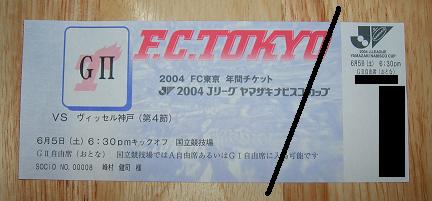 GII
F.C.TOKYO
2004 FC東京 年間チケット
2004 Jリーグ ヤマザキナビスコカップ
VS ヴィッセル神戸(第4節)
6月5日(土) 6:30pmキックオフ 国立競技場
GII自由席(おとな) 国立競技場ではA自由席あるいはGI自由席に入る可能です
SOCIO NO.00008 峰村 健司 様
2004 J.LEAGUE
YAMAZAKI NABISCO CUP
6月5日(土) 6:30pm
GII自由席(おとな)